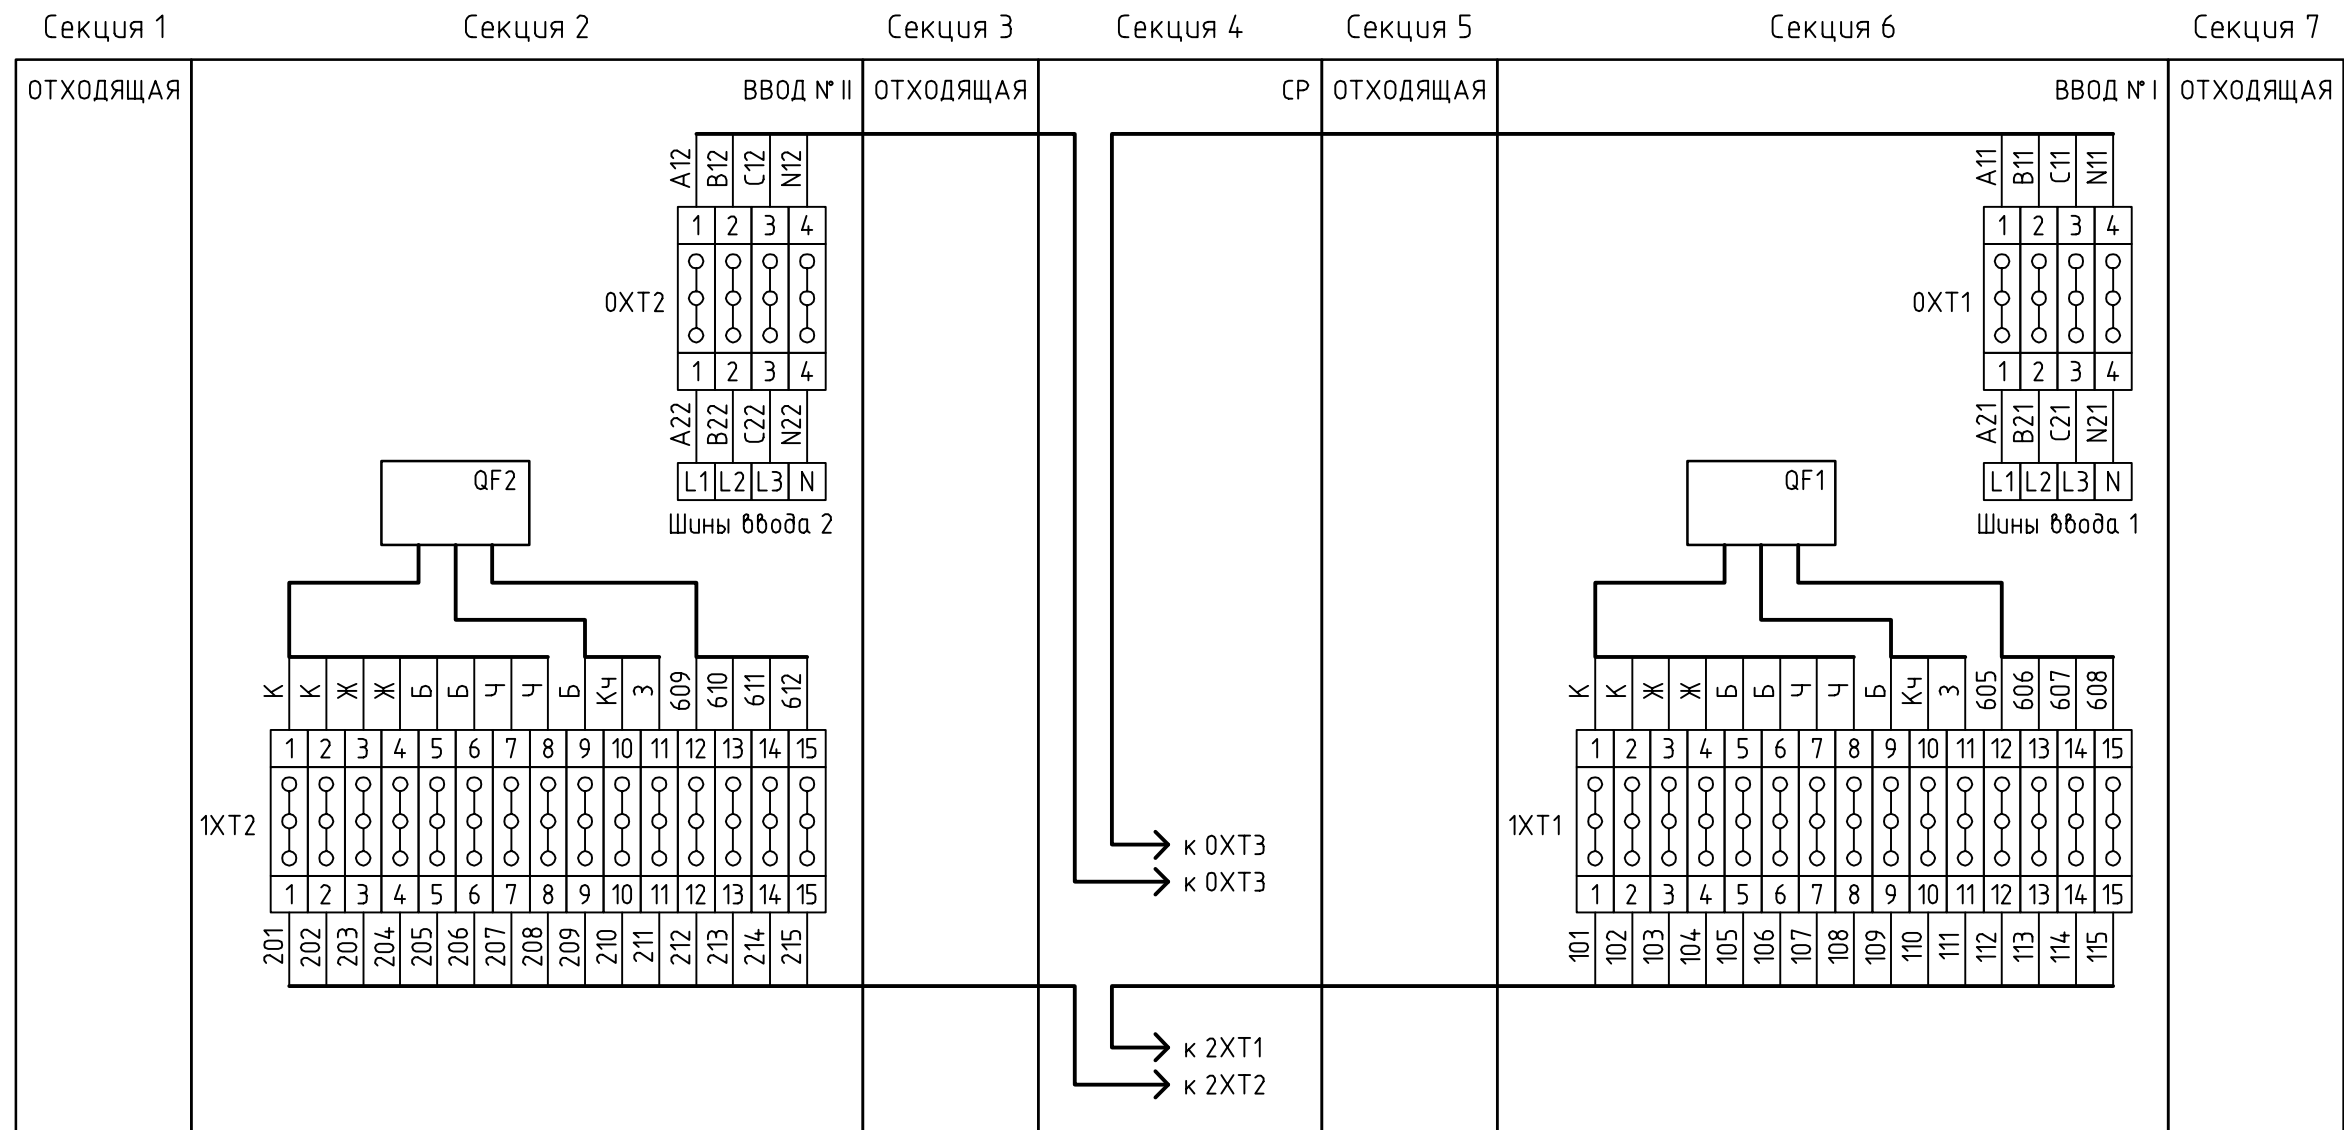 Секция 1 Секция 2 Секция 3 Секция 4 Секция 5 Секция 6 Секция 7
ОТХОДЯЩАЯ ВВОД № II ОТХОДЯЩАЯ СР ОТХОДЯЩАЯ ВВОД № I ОТХОДЯЩАЯ
A12 B12 C12 N12 A11 B11 C11 N11
1 2 3 4 1 2 3 4
0XT2 0XT1
1 2 3 4 1 2 3 4
A22 B22 C22 N22 A21 B21 C21 N21
QF2 L1 L2 L3 N QF1 L1 L2 L3 N
Шины ввода 2 Шины ввода 1
К К Ж Ж Б Б Ч Ч Б Кч З 609 610 611 612 К К Ж Ж Б Б Ч Ч Б Кч З 605 606 607 608
1 2 3 4 5 6 7 8 9 10 11 12 13 14 15 1 2 3 4 5 6 7 8 9 10 11 12 13 14 15
1XT2 1XT1
к 0XT3
к 0XT3
1 2 3 4 5 6 7 8 9 10 11 12 13 14 15 1 2 3 4 5 6 7 8 9 10 11 12 13 14 15
201 202 203 204 205 206 207 208 209 210 211 212 213 214 215 101 102 103 104 105 106 107 108 109 110 111 112 113 114 115
к 2XT1
к 2XT2